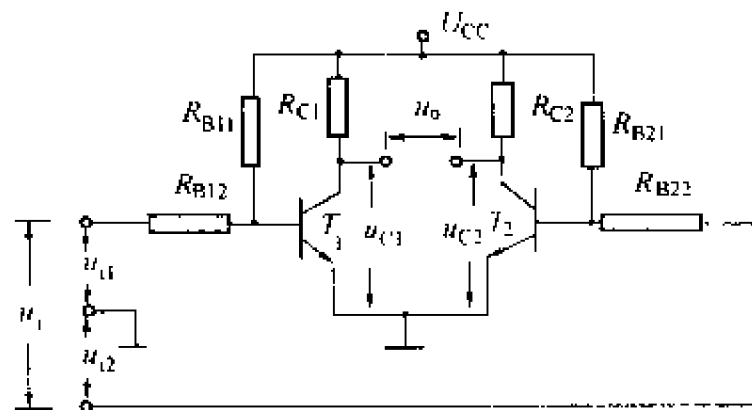 U_CC
R_C1
u_o
R_C2
R_B11
R_B21
R_B12
R_B22
T_1
u_C1
u_C2
T_2
u_i1
u_i
u_i2